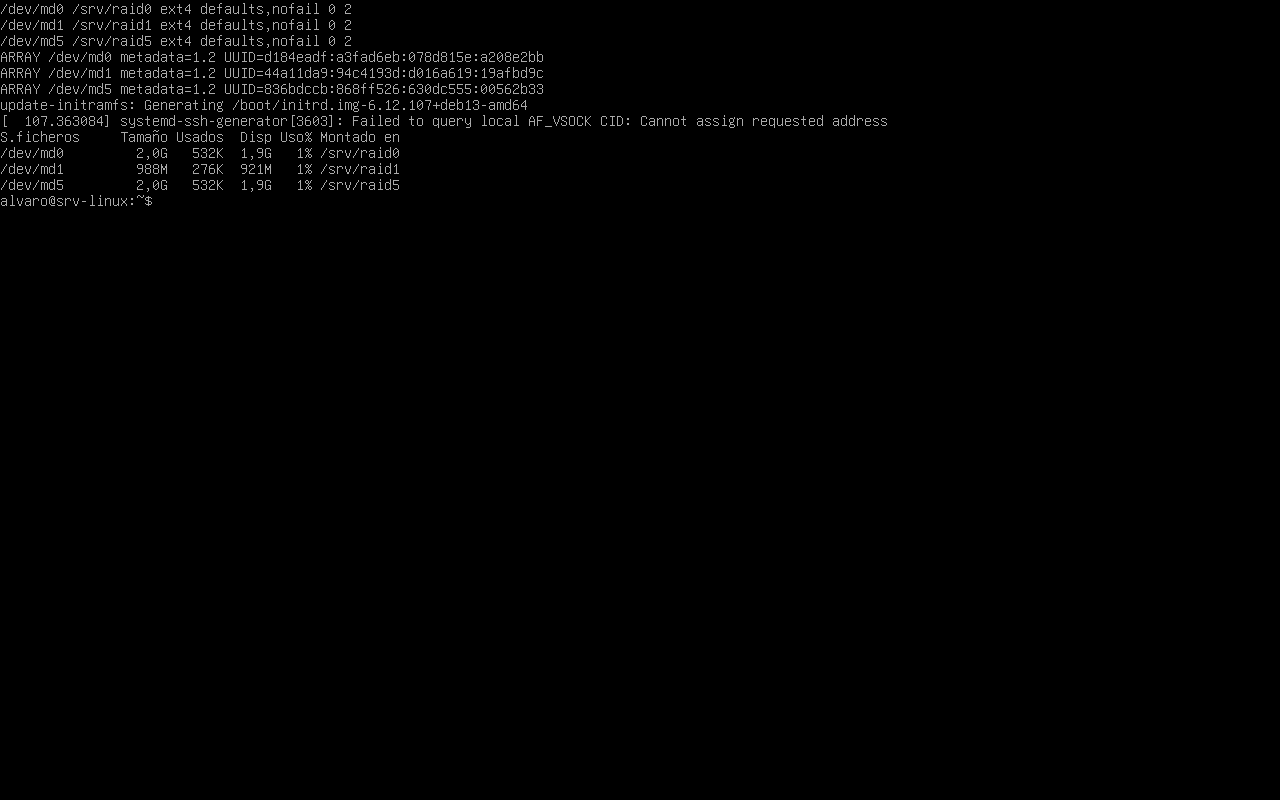 /dev/md0 /srv/raid0 ext4 defaults,nofail 0 2
/dev/md1 /srv/raid1 ext4 defaults,nofail 0 2
/dev/md5 /srv/raid5 ext4 defaults,nofail 0 2
ARRAY /dev/md0 metadata=1.2 UUID=d184eadf:a3fad6eb:078d815e:a208e2bb
ARRAY /dev/md1 metadata=1.2 UUID=44a11da9:94c4193d:d016a619:19afbd9c
ARRAY /dev/md5 metadata=1.2 UUID=836bdccb:868ff526:630dc555:00562b33
update-initramfs: Generating /boot/initrd.img-6.12.107+deb13-amd64
[  107.363084] systemd-ssh-generator[3603]: Failed to query local AF_VSOCK CID: Cannot assign requested address
S.ficheros     Tamaño Usados  Disp Uso% Montado en
/dev/md0         2,0G   532K  1,9G   1% /srv/raid0
/dev/md1         988M   276K  921M   1% /srv/raid1
/dev/md5         2,0G   532K  1,9G   1% /srv/raid5
alvaro@srv-linux:~$